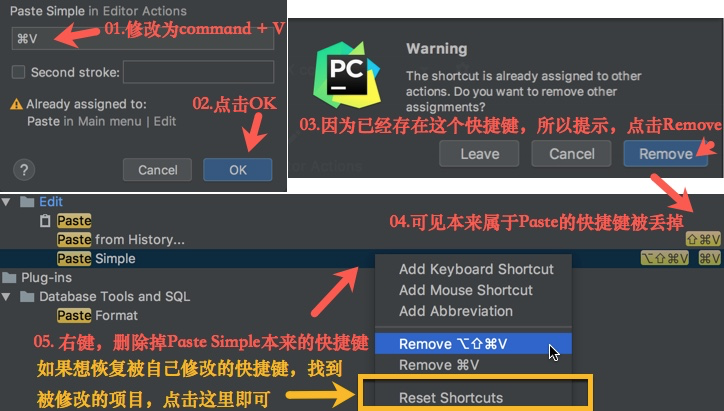 Paste Simple in Editor Actions
⌘V
01.修改为command + V
Second stroke:
Already assigned to:
Paste in Main menu | Edit
02.点击OK
?
Cancel
OK
PC
Warning
The shortcut is already assigned to other
actions. Do you want to remove other
assignments?
03.因为已经存在这个快捷键，所以提示，点击Remove
Leave
Cancel
Remove
Edit
Paste
04.可见本来属于Paste的快捷键被丢掉
Paste from History...
⇧⌘V
Paste Simple
⌥⇧⌘V
⌘V
Plug-ins
Database Tools and SQL
Paste Format
Add Keyboard Shortcut
Add Mouse Shortcut
Add Abbreviation
Remove ⌥⇧⌘V
Remove ⌘V
Reset Shortcuts
05. 右键，删除掉Paste Simple本来的快捷键
如果想恢复被自己修改的快捷键，找到
被修改的项目，点击这里即可